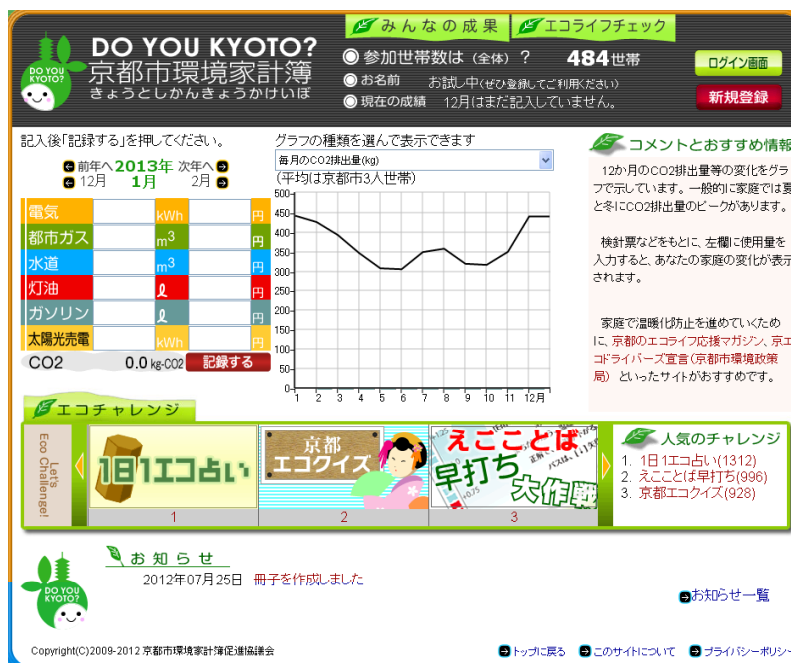 みんなの成果
エコライフチェック
DO YOU KYOTO?
DO YOU KYOTO?
京都市環境家計簿
きょうとしかんきょうかけいぼ
参加世帯数は（全体）？ 484世帯
お名前 お試し中(ぜひ登録してご利用ください)
現在の成績 12月はまだ記入していません。
ログイン画面
新規登録
記入後「記録する」を押してください。
前年へ 2013年 次年へ
12月 1月 2月
電気 kWh 円
都市ガス m3 円
水道 m3 円
灯油 ℓ 円
ガソリン ℓ 円
太陽光売電 kWh 円
CO2 0.0 kg-CO2 記録する
グラフの種類を選んで表示できます
毎月のCO2排出量(kg)
(平均は京都市3人世帯)
500
450
400
350
300
250
200
150
100
50
0
1 2 3 4 5 6 7 8 9 10 11 12月
コメントとおすすめ情報
12か月のCO2排出量等の変化をグラ
フで示しています。一般的に家庭では夏
と冬にCO2排出量のピークがあります。
検針票などをもとに、左欄に使用量を
入力すると、あなたの家庭の変化が表示
されます。
家庭で温暖化防止を進めていくため
に、京都のエコライフ応援マガジン、京エ
コドライバーズ宣言（京都市環境政策
局） といったサイトがおすすめです。
エコチャレンジ
Let's
Eco Challenge!
1日1エコ占い
1
京都
エコクイズ
2
えこことば
早打ち
大作戦
3
人気のチャレンジ
1. 1日1エコ占い(1312)
2. えこことば早打ち(996)
3. 京都エコクイズ(928)
DO YOU KYOTO?
お知らせ
2012年07月25日 冊子を作成しました
お知らせ一覧
Copyright(C)2009-2012 京都市環境家計簿促進協議会
トップに戻る このサイトについて プライバシーポリシー